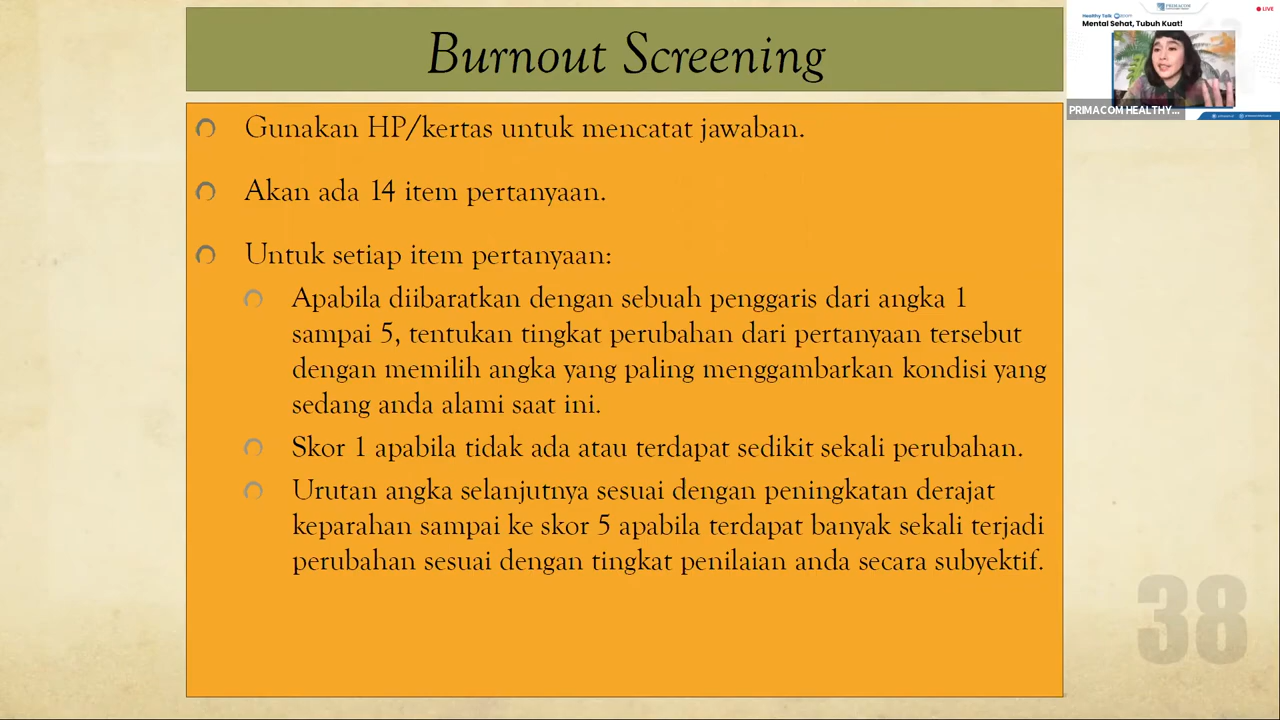 Burnout Screening
Gunakan HP/kertas untuk mencatat jawaban.
Akan ada 14 item pertanyaan.
Untuk setiap item pertanyaan:
Apabila diibaratkan dengan sebuah penggaris dari angka 1
sampai 5, tentukan tingkat perubahan dari pertanyaan tersebut
dengan memilih angka yang paling menggambarkan kondisi yang
sedang anda alami saat ini.
Skor 1 apabila tidak ada atau terdapat sedikit sekali perubahan.
Urutan angka selanjutnya sesuai dengan peningkatan derajat
keparahan sampai ke skor 5 apabila terdapat banyak sekali terjadi
perubahan sesuai dengan tingkat penilaian anda secara subyektif.
38
PRIMACOM
LIVE
Healthy Talk
Mental Sehat, Tubuh Kuat!
PRIMACOM HEALTHY...